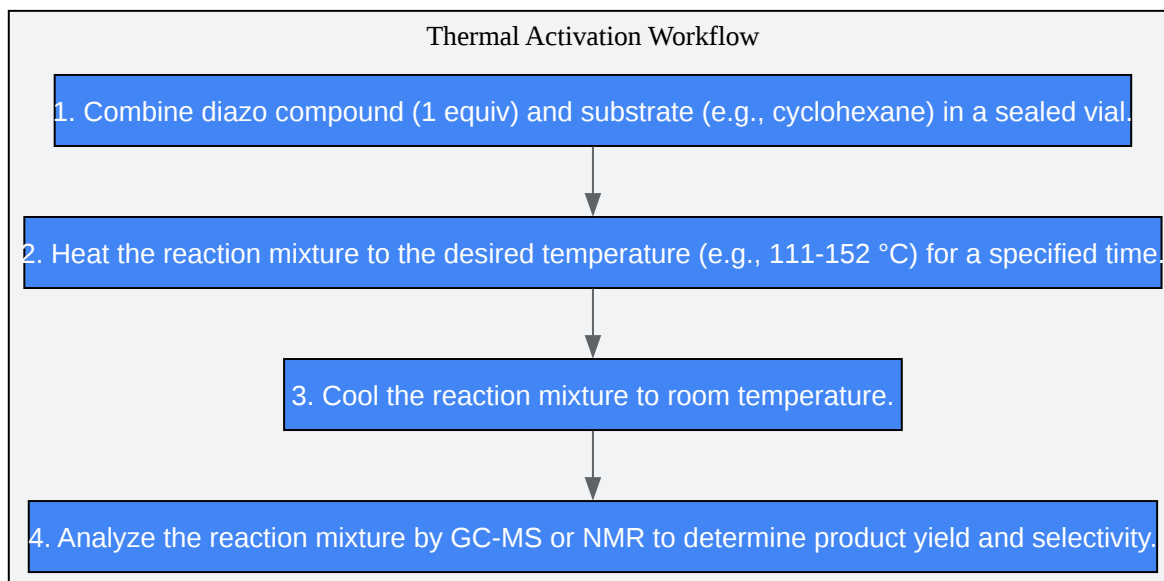 Thermal Activation Workflow
1. Combine diazo compound (1 equiv) and substrate (e.g., cyclohexane) in a sealed vial.
2. Heat the reaction mixture to the desired temperature (e.g., 111-152 °C) for a specified time.
3. Cool the reaction mixture to room temperature.
4. Analyze the reaction mixture by GC-MS or NMR to determine product yield and selectivity.